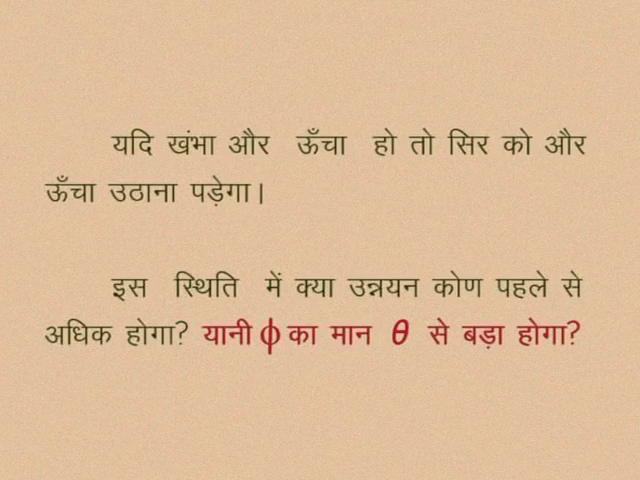 यदि खंभा और ऊँचा हो तो सिर को और
ऊँचा उठाना पड़ेगा।
इस स्थिति में क्या उन्नयन कोण पहले से
अधिक होगा? यानी ϕ का मान θ से बड़ा होगा?